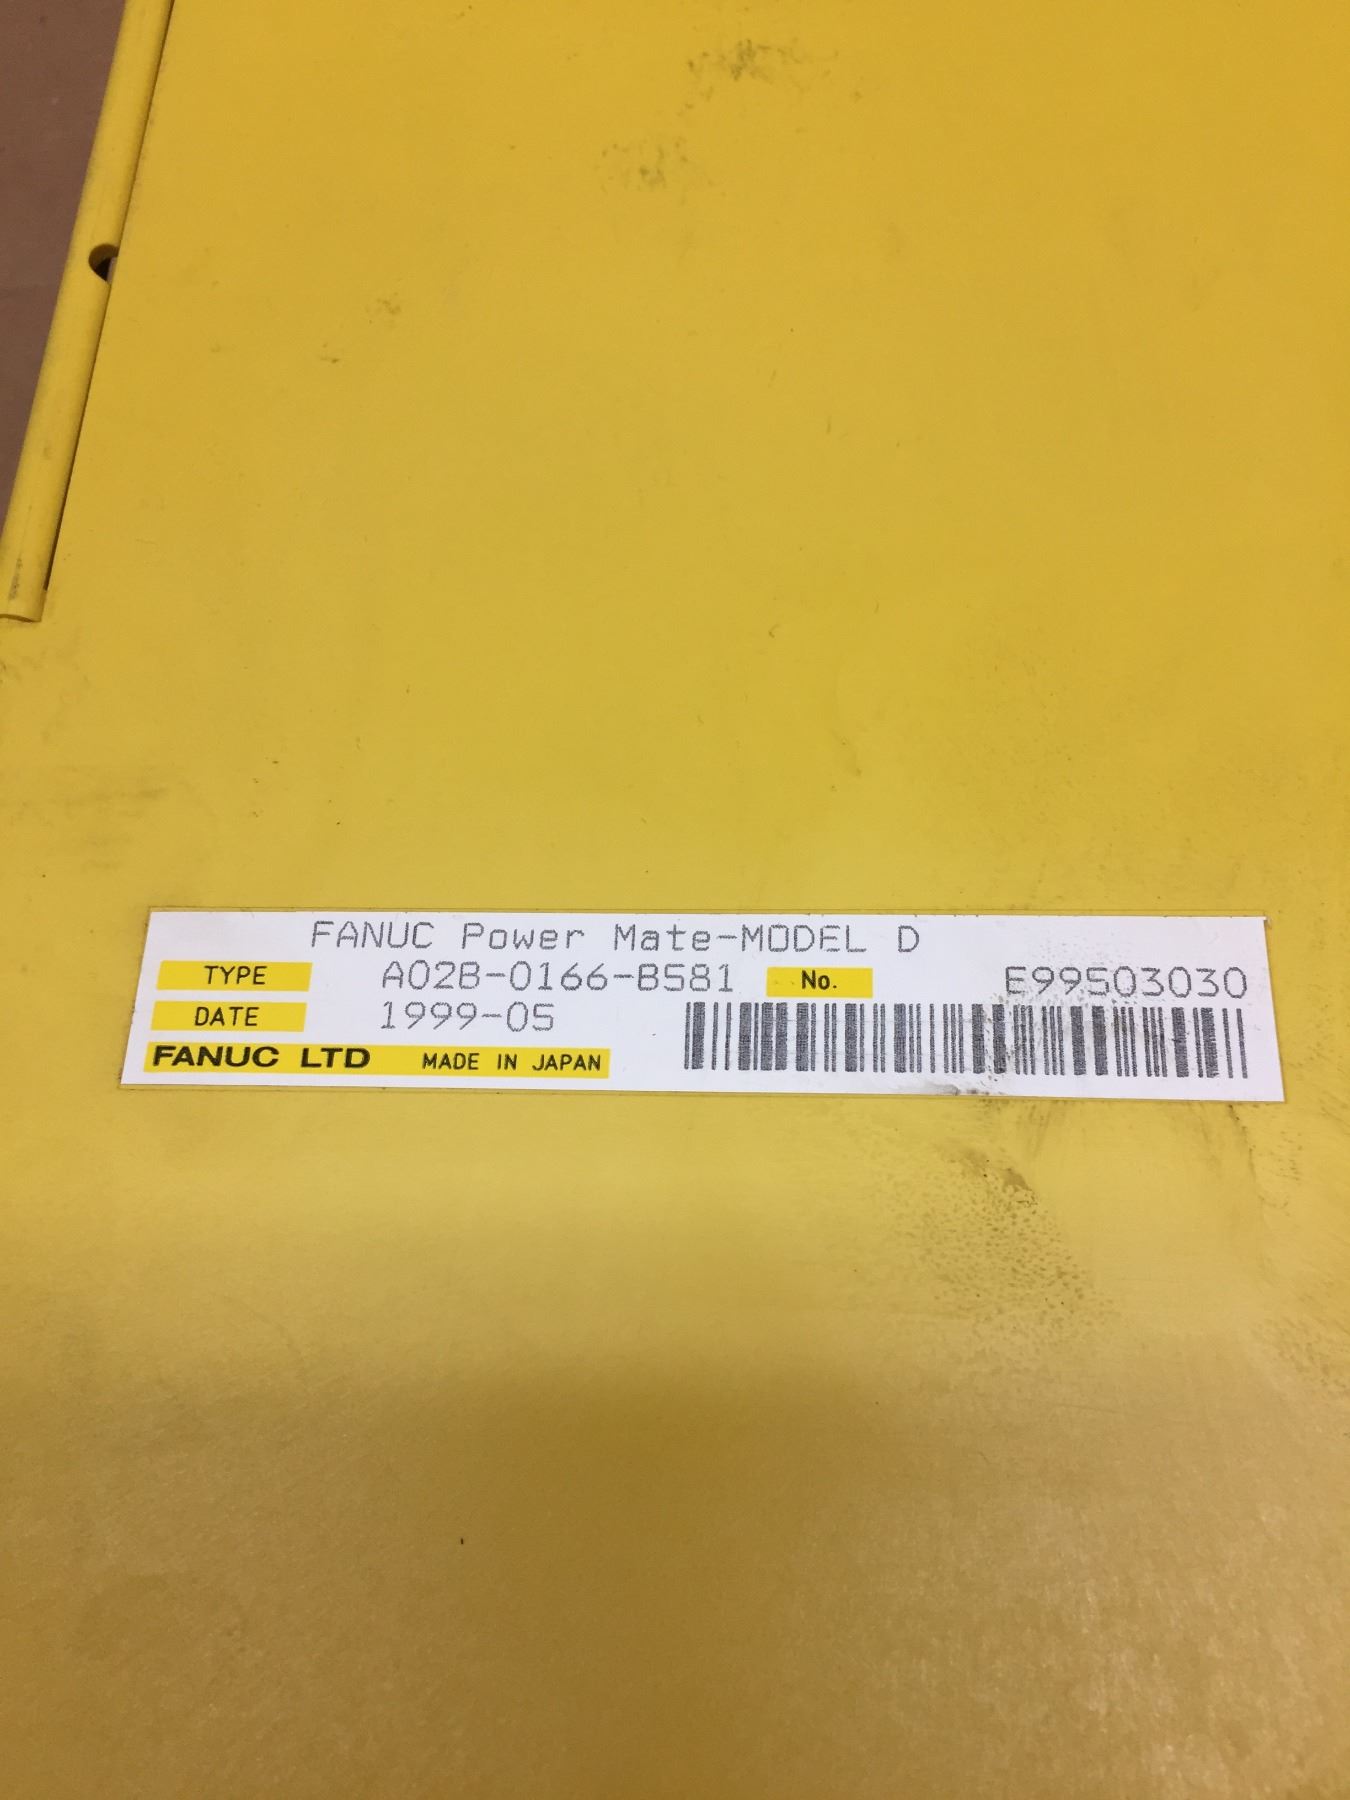 FANUC Power Mate-MODEL D
TYPE A02B-0166-B581 No. E99503030
DATE 1999-05
FANUC LTD MADE IN JAPAN